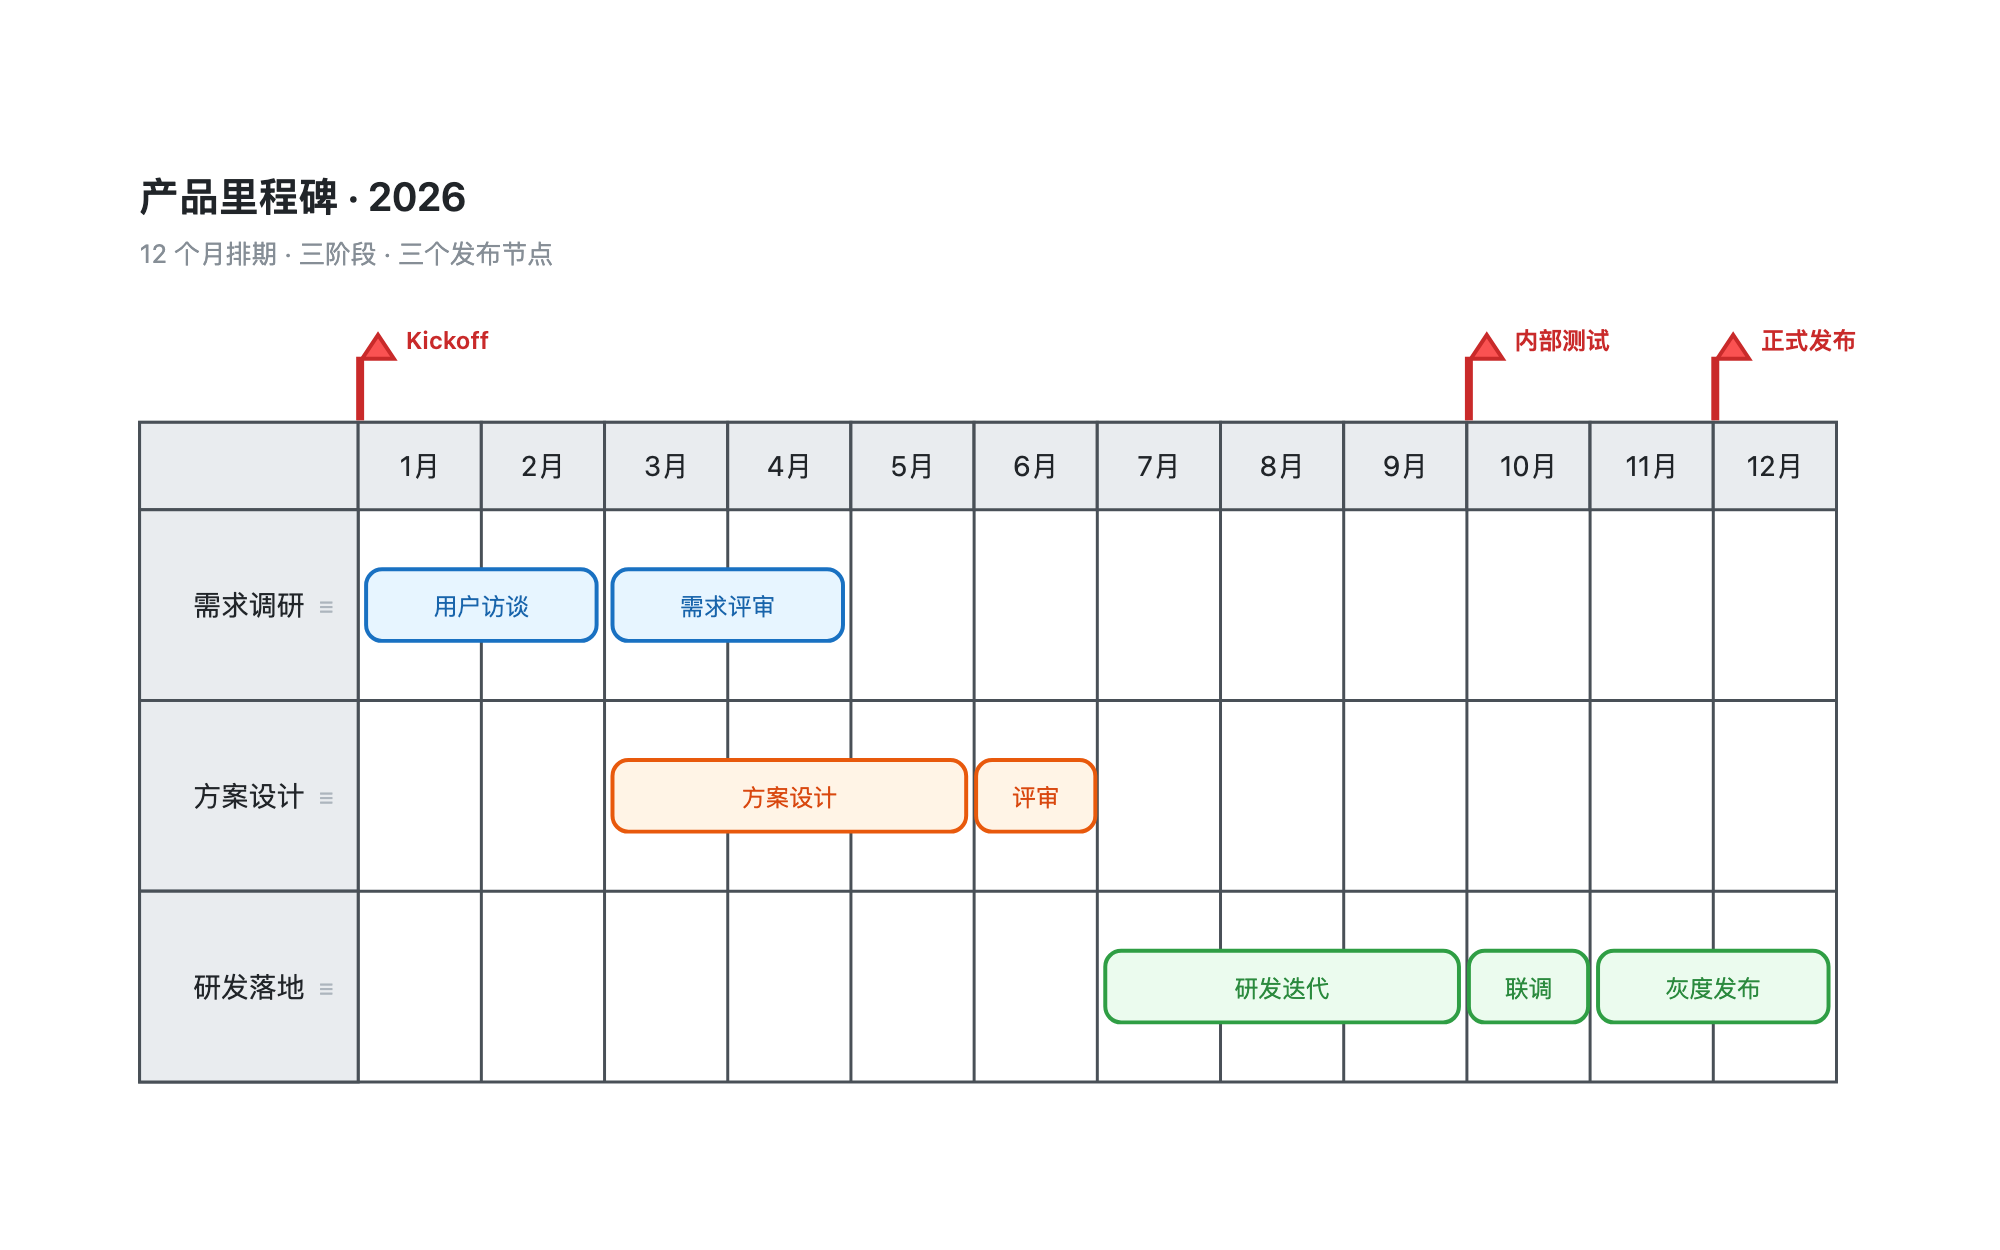 产品里程碑 · 2026
12 个月排期 · 三阶段 · 三个发布节点
Kickoff
内部测试
正式发布
1月 2月 3月 4月 5月 6月 7月 8月 9月 10月 11月 12月
需求调研
用户访谈
需求评审
方案设计
方案设计
评审
研发落地
研发迭代
联调
灰度发布